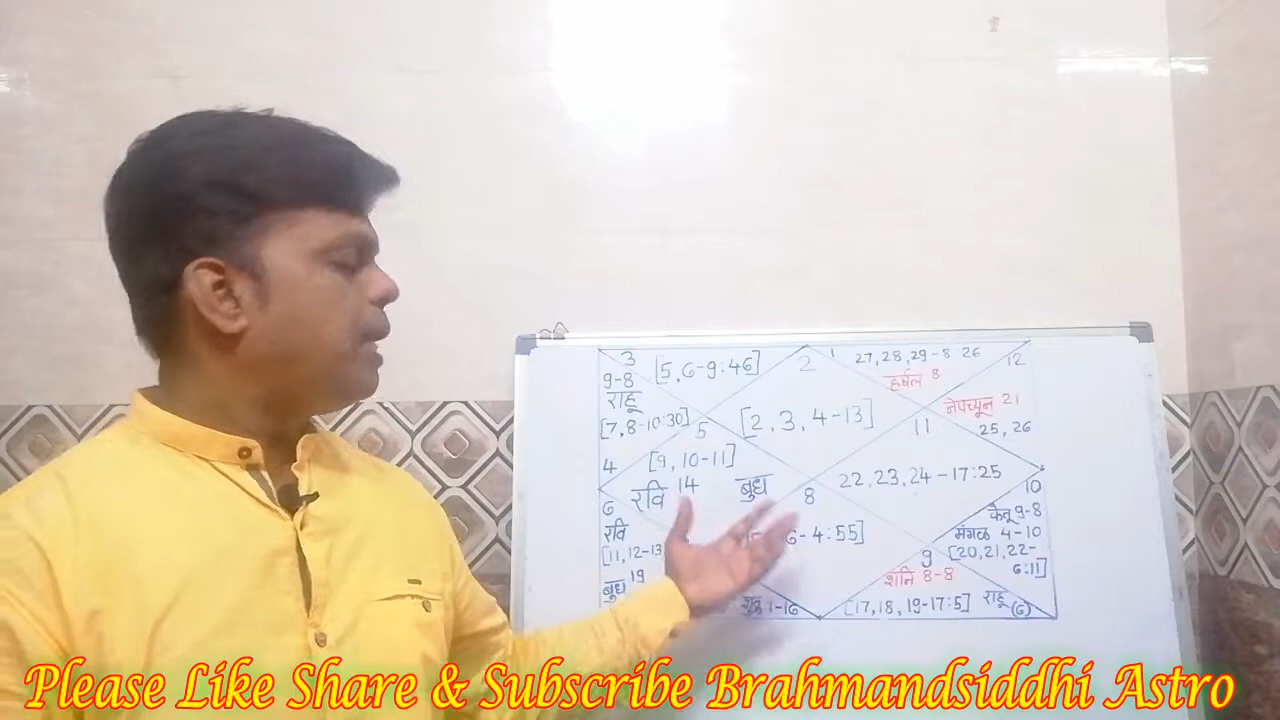 3 [5,6-9:46] 2 1 27,28,29-8:26 12
9-8
राहू
हर्षल 8
नेपच्यून 21
[7,8-10:30] 5 [2,3,4-13] 11 25,26
4 [9,10-11]
22,23,24-17:25
6 रवि 14 बुध 8 10
रवि 6-4:55] केतू 9-8
मंगळ 4-10
[11,12-13 9 [20,21,22-
6:11]
बुध 19 शनि 8-8
शुक्र 1-16 [17,18,19-17:5] राहू (6)
Please Like Share & Subscribe Brahmandsiddhi Astro